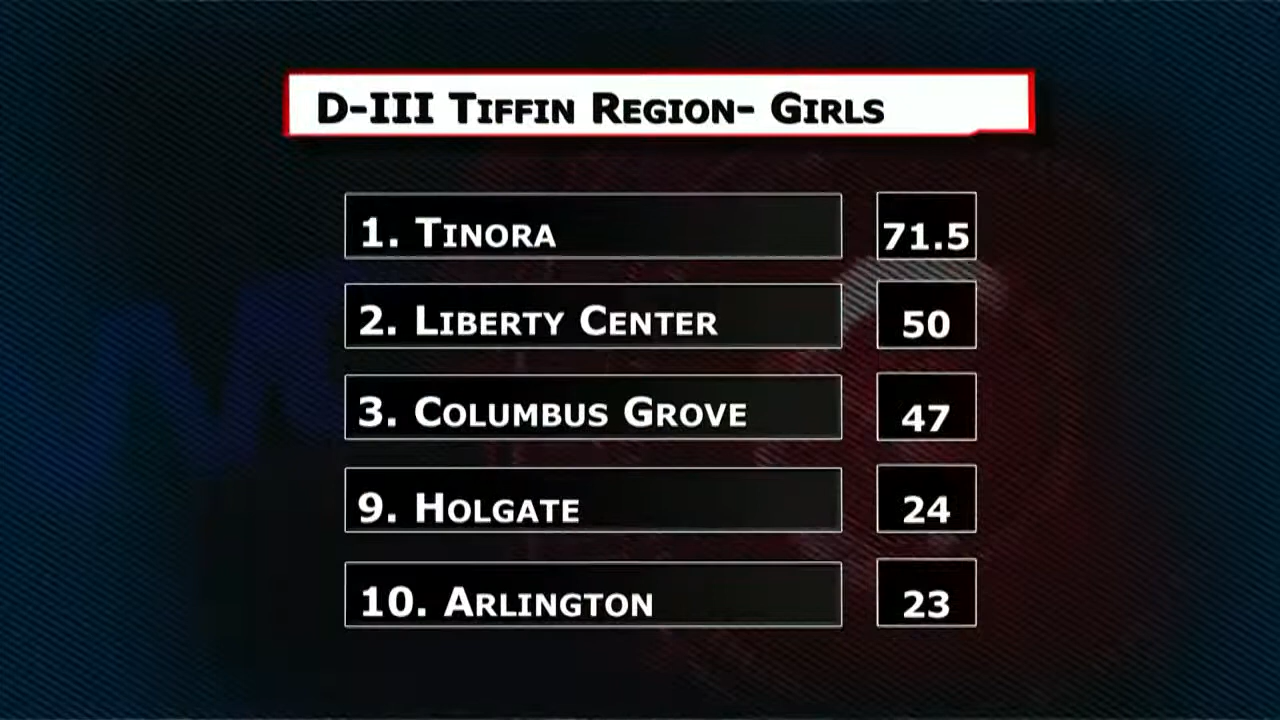 D-III Tiffin Region- Girls
1. Tinora 71.5
2. Liberty Center 50
3. Columbus Grove 47
9. Holgate 24
10. Arlington 23